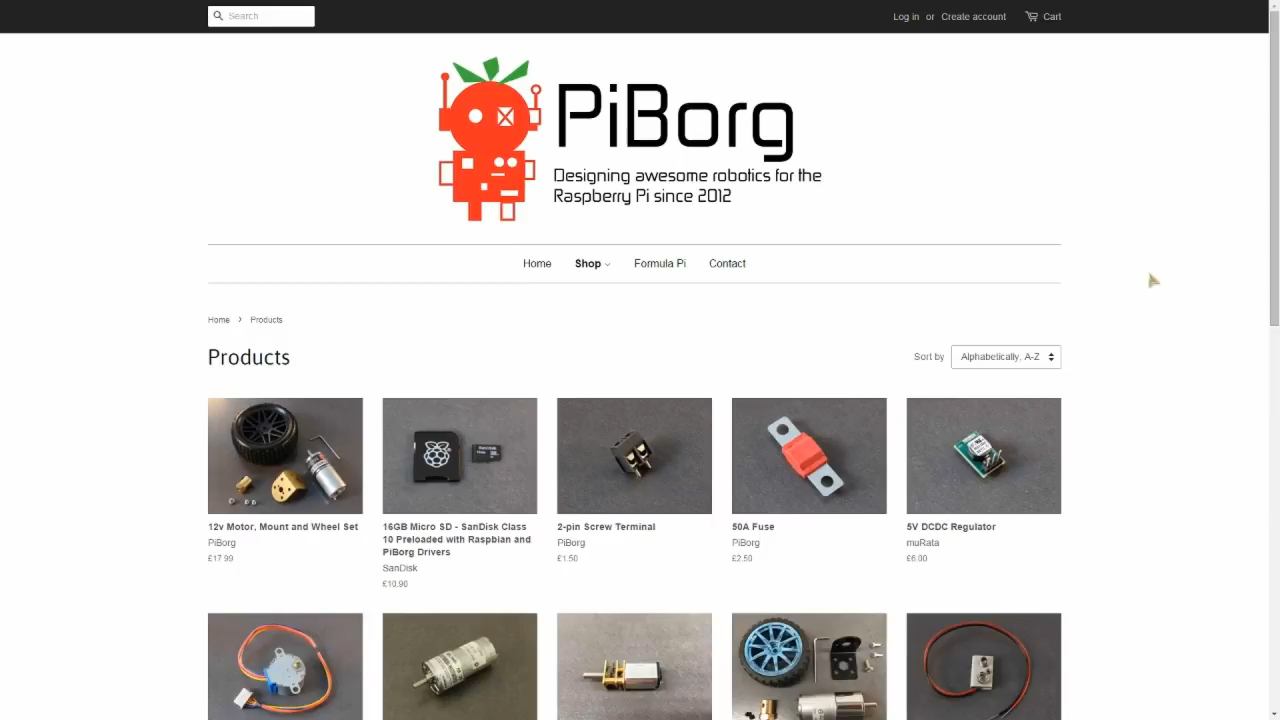 Search
Log in or Create account Cart
PiBorg
Designing awesome robotics for the
Raspberry Pi since 2012
Home Shop Formula Pi Contact
Home › Products
Products
Sort by Alphabetically, A-Z
12v Motor, Mount and Wheel Set
PiBorg
£17.99
16GB Micro SD - SanDisk Class
10 Preloaded with Raspbian and
PiBorg Drivers
SanDisk
£10.90
2-pin Screw Terminal
PiBorg
£1.50
50A Fuse
PiBorg
£2.50
5V DCDC Regulator
muRata
£6.00